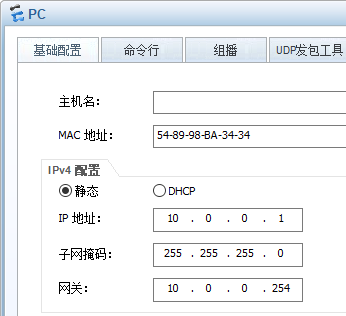 PC
基础配置 命令行 组播 UDP发包工具
主机名：
MAC 地址： 54-89-98-BA-34-34
IPv4 配置
静态 DHCP
IP 地址： 10 . 0 . 0 . 1
子网掩码： 255 . 255 . 255 . 0
网关： 10 . 0 . 0 . 254